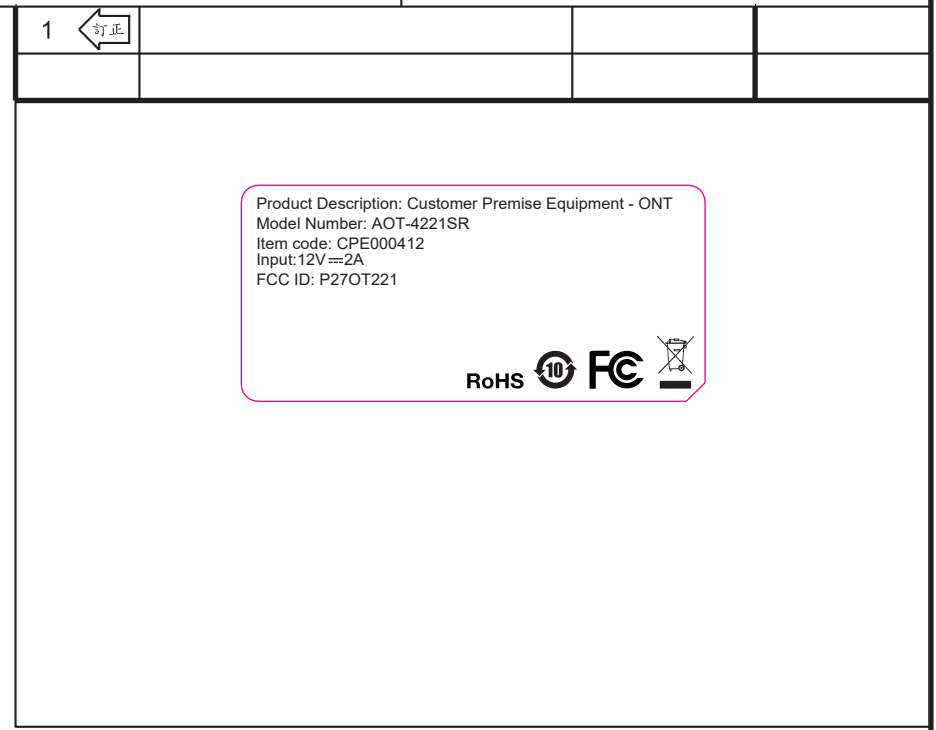 1 訂正
Product Description: Customer Premise Equipment - ONT
Model Number: AOT-4221SR
Item code: CPE000412
Input:12V⎓2A
FCC ID: P27OT221
RoHS 10 FC